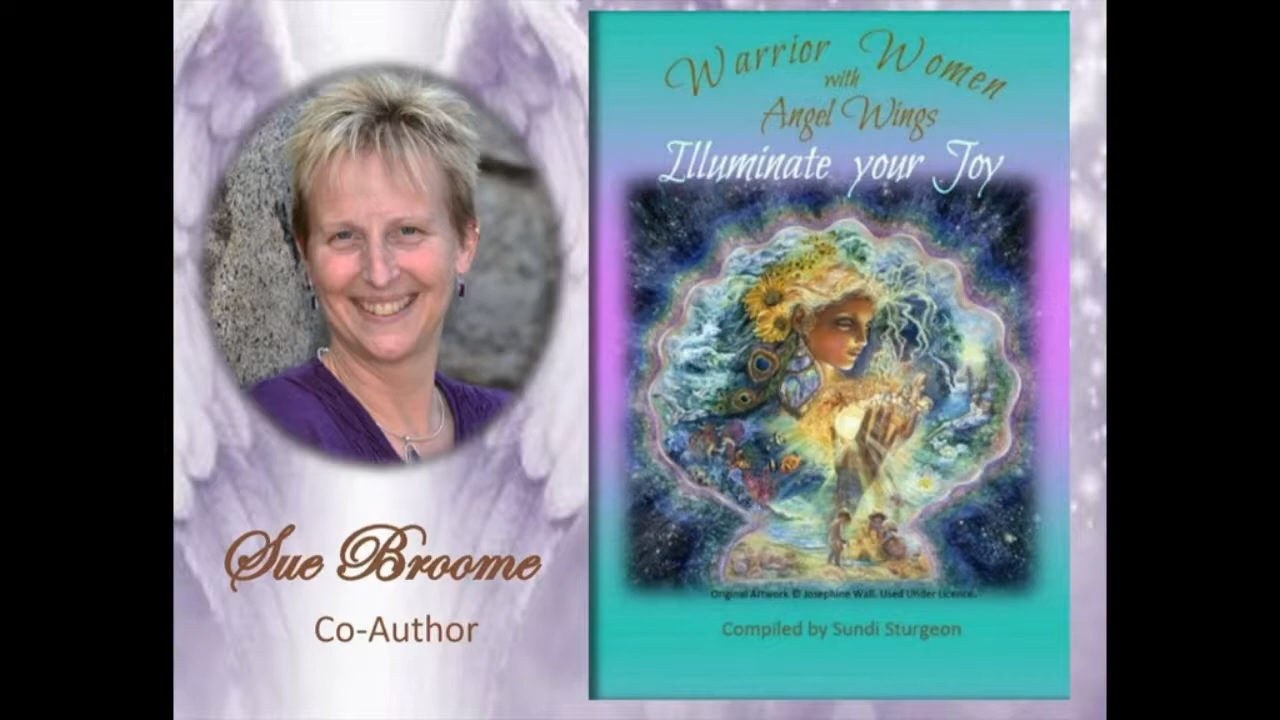 Sue Broome
Co-Author
Warrior Women
with
Angel Wings
Illuminate your Joy
Original Artwork © Josephine Wall. Used Under Licence.
Compiled by Sundi Sturgeon